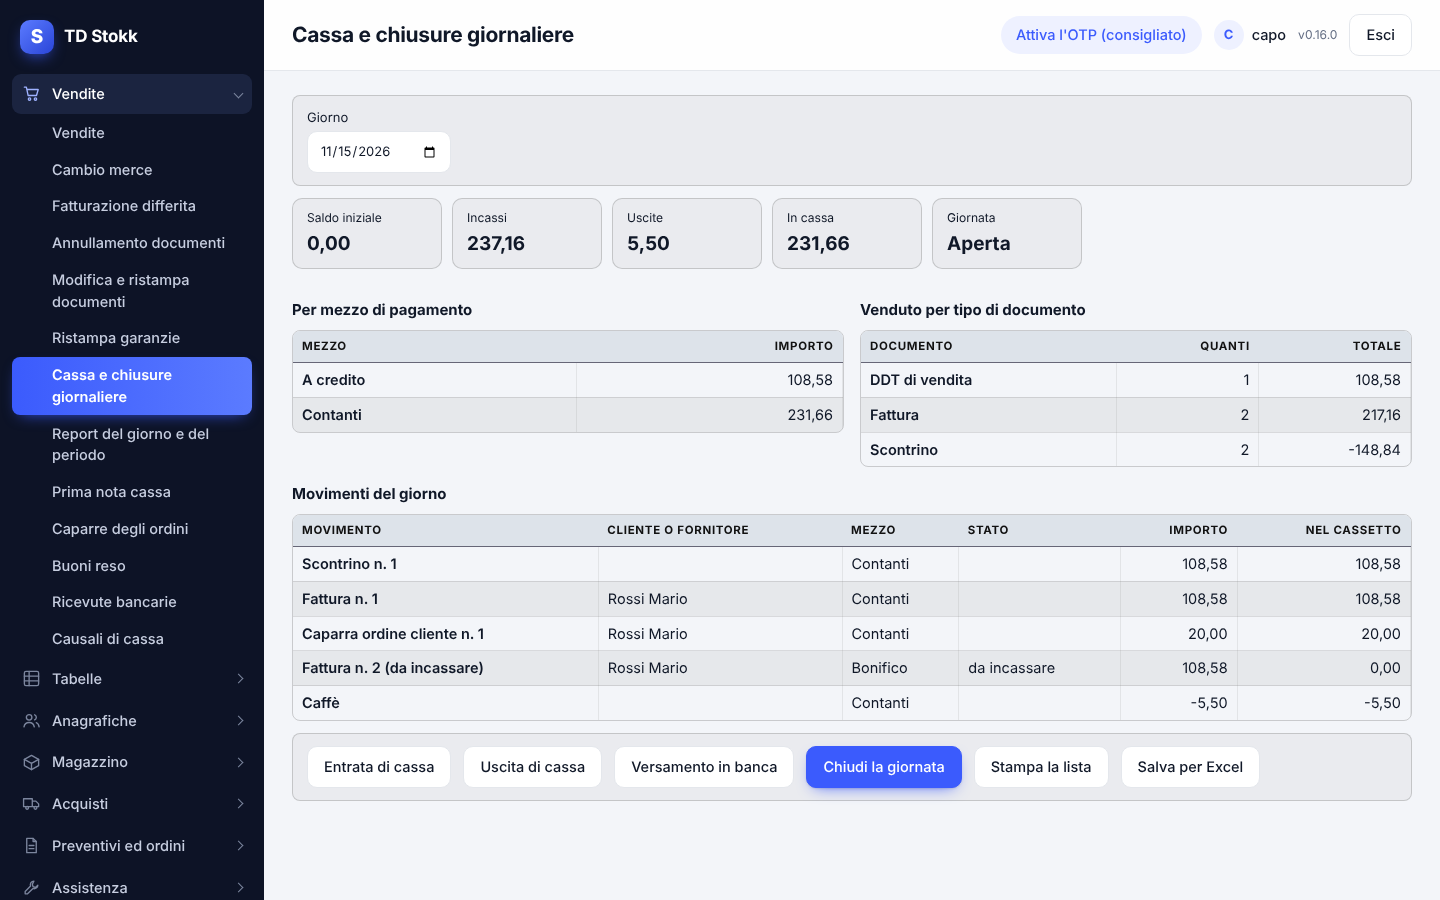 S TD Stokk
Vendite
Vendite
Cambio merce
Fatturazione differita
Annullamento documenti
Modifica e ristampa
documenti
Ristampa garanzie
Cassa e chiusure
giornaliere
Report del giorno e del
periodo
Prima nota cassa
Caparre degli ordini
Buoni reso
Ricevute bancarie
Causali di cassa
Tabelle
Anagrafiche
Magazzino
Acquisti
Preventivi ed ordini
Assistenza
Cassa e chiusure giornaliere
Attiva l'OTP (consigliato) C capo v0.16.0 Esci
Giorno
11/15/2026
Saldo iniziale
0,00
Incassi
237,16
Uscite
5,50
In cassa
231,66
Giornata
Aperta
Per mezzo di pagamento
MEZZO IMPORTO
A credito 108,58
Contanti 231,66
Venduto per tipo di documento
DOCUMENTO QUANTI TOTALE
DDT di vendita 1 108,58
Fattura 2 217,16
Scontrino 2 -148,84
Movimenti del giorno
MOVIMENTO CLIENTE O FORNITORE MEZZO STATO IMPORTO NEL CASSETTO
Scontrino n. 1 Contanti 108,58 108,58
Fattura n. 1 Rossi Mario Contanti 108,58 108,58
Caparra ordine cliente n. 1 Rossi Mario Contanti 20,00 20,00
Fattura n. 2 (da incassare) Rossi Mario Bonifico da incassare 108,58 0,00
Caffè Contanti -5,50 -5,50
Entrata di cassa Uscita di cassa Versamento in banca Chiudi la giornata Stampa la lista Salva per Excel